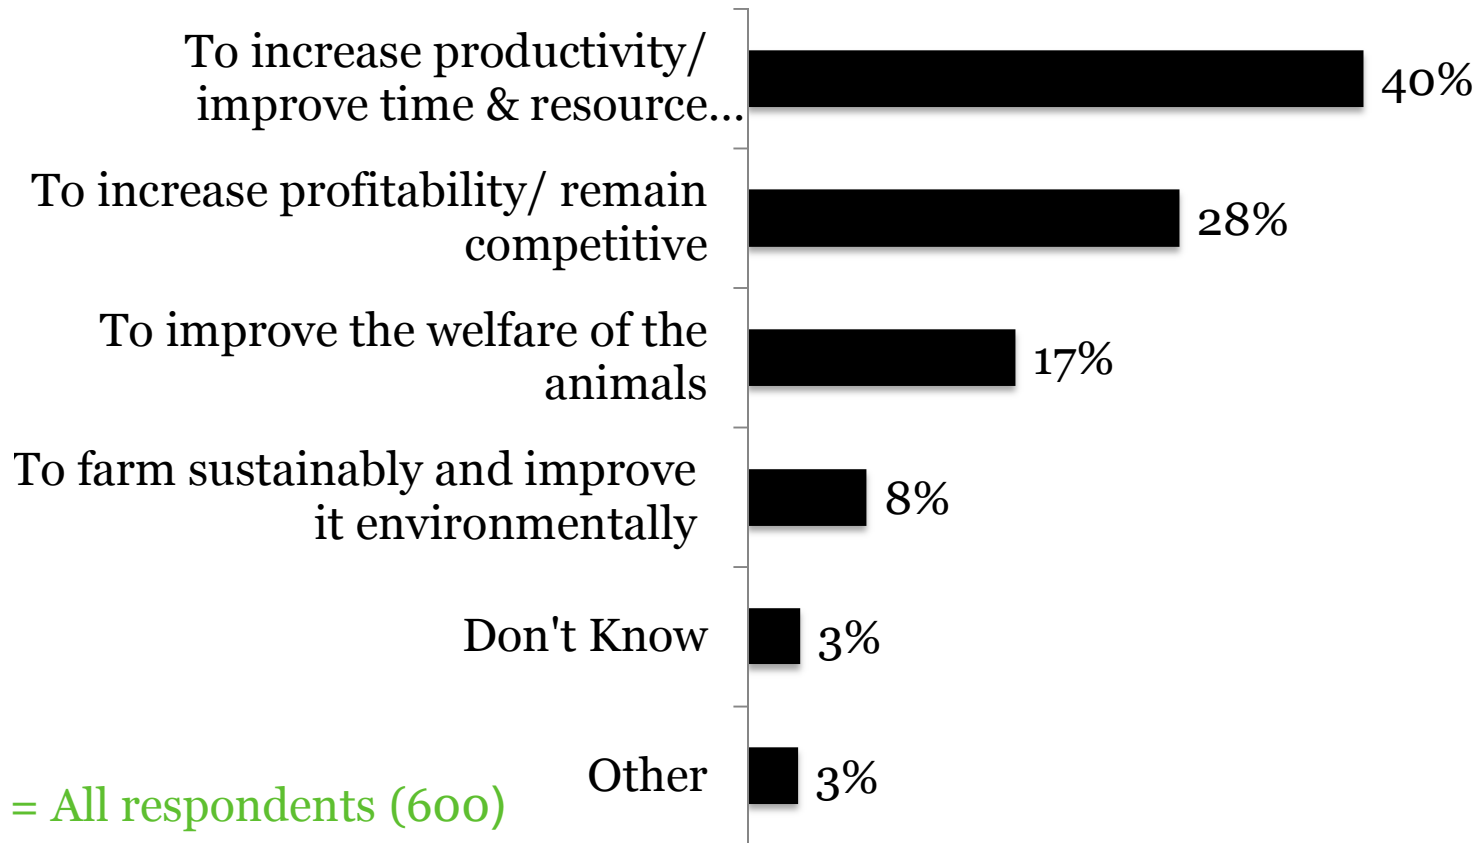 To increase productivity/
improve time & resource...
40%
To increase profitability/ remain
competitive
28%
To improve the welfare of the
animals
17%
To farm sustainably and improve
it environmentally
8%
Don't Know
3%
Other
3%
= All respondents (600)